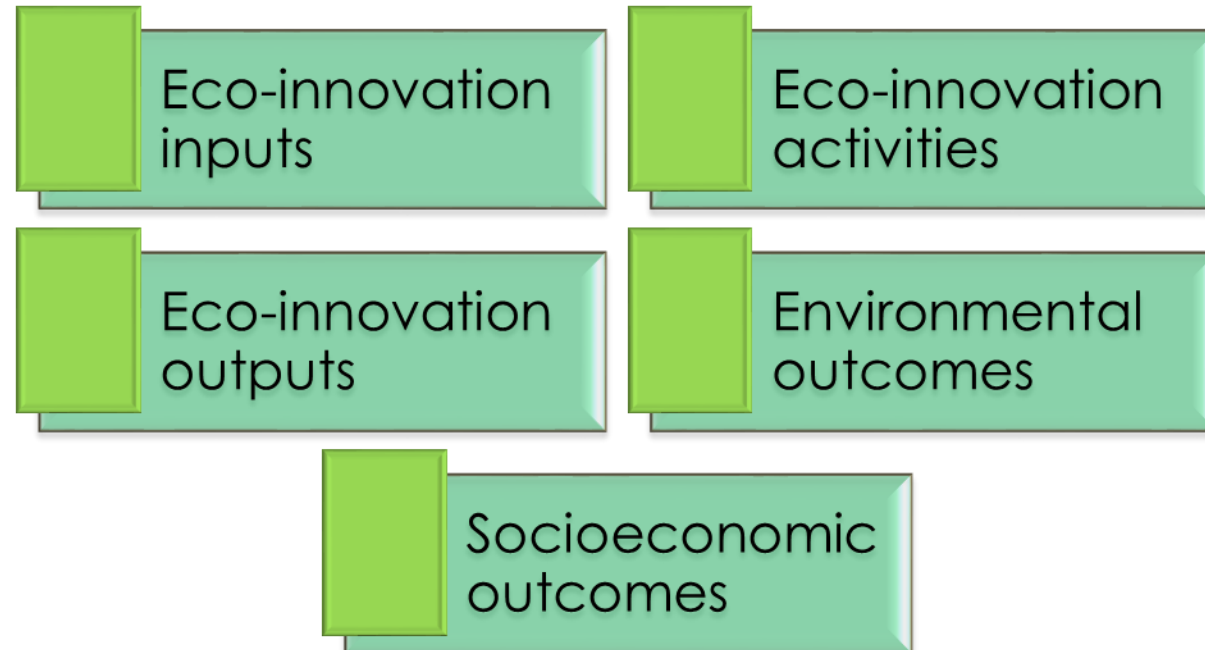 Eco-innovation
inputs
Eco-innovation
activities
Eco-innovation
outputs
Environmental
outcomes
Socioeconomic
outcomes